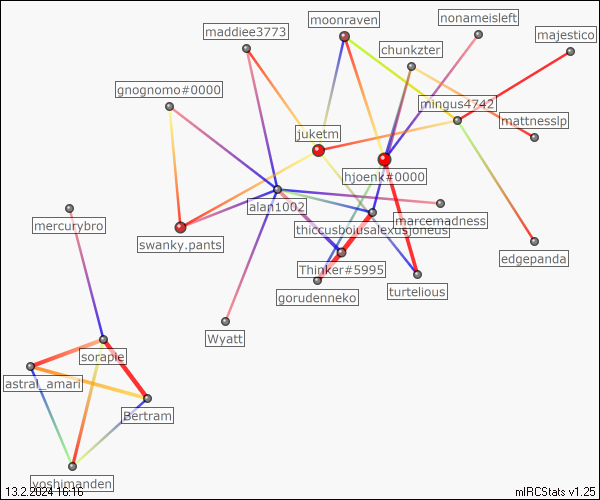 moonraven
nonameisleft
maddiee3773
majestico
chunkzter
gnognomo#0000
mingus4742
mattnesslp
juketm
hjoenk#0000
alan1002
marcemadness
mercurybro
thiccusboiusalexusjoneus
swanky.pants
edgepanda
Thinker#5995
turtelious
gorudenneko
Wyatt
sorapie
astral_amari
Bertram
yoshimanden
13.2.2024 16:16
mIRCStats v1.25